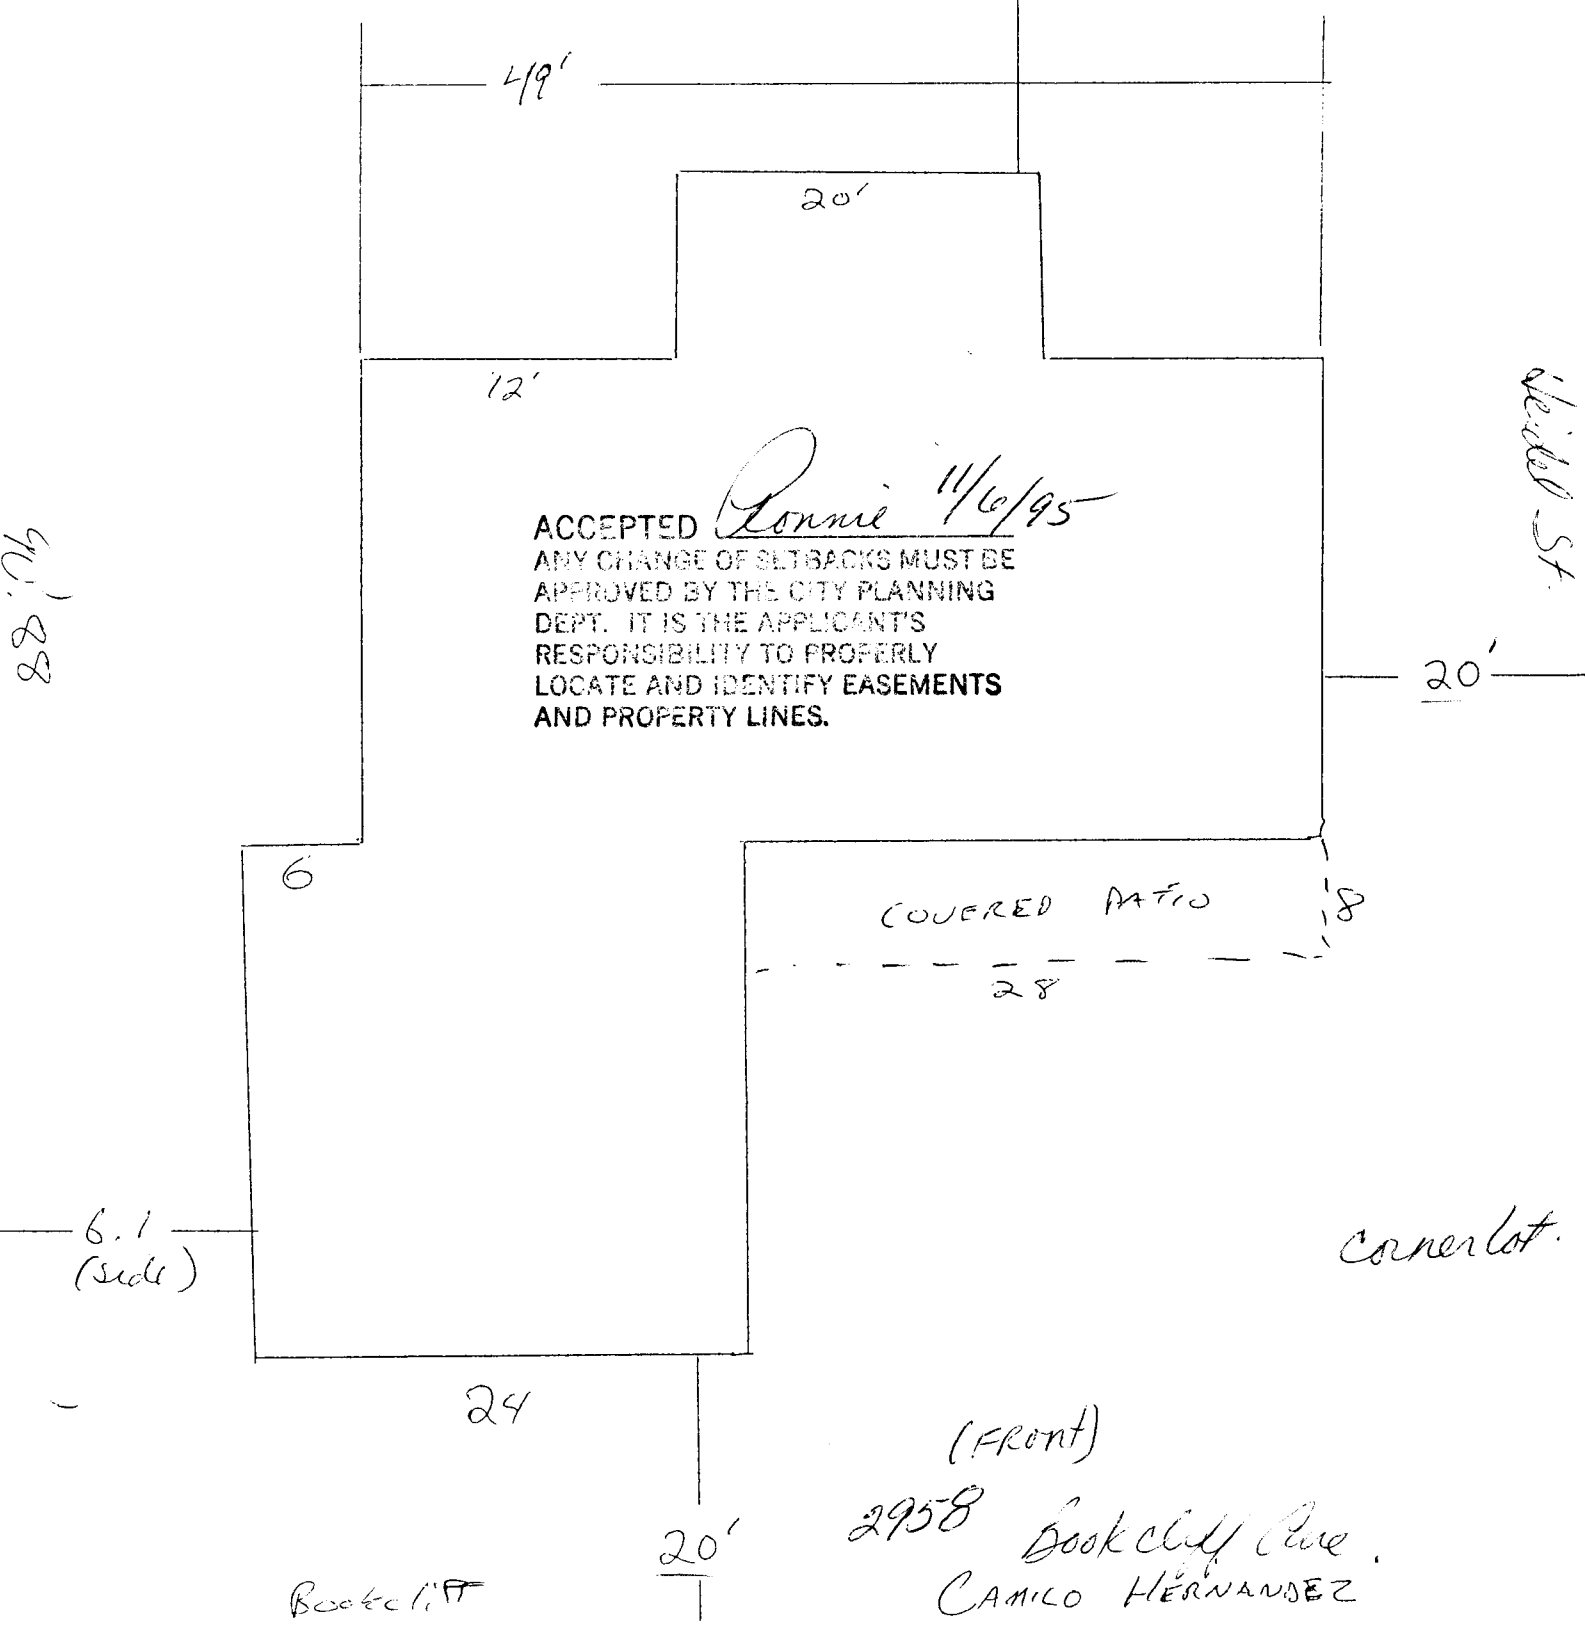 49'
20'
12'
ACCEPTED Ronnie 11/6/95
ANY CHANGE OF SETBACKS MUST BE
APPROVED BY THE CITY PLANNING
DEPT. IT IS THE APPLICANT'S
RESPONSIBILITY TO PROPERLY
LOCATE AND IDENTIFY EASEMENTS
AND PROPERTY LINES.
St.
88
20'
6
COVERED PATIO
8
28
6.1
(side)
corner lot.
24
(FRONT)
2958 Bookcliff Ave.
20'
Bookcliff
CAMILO HERNANDEZ